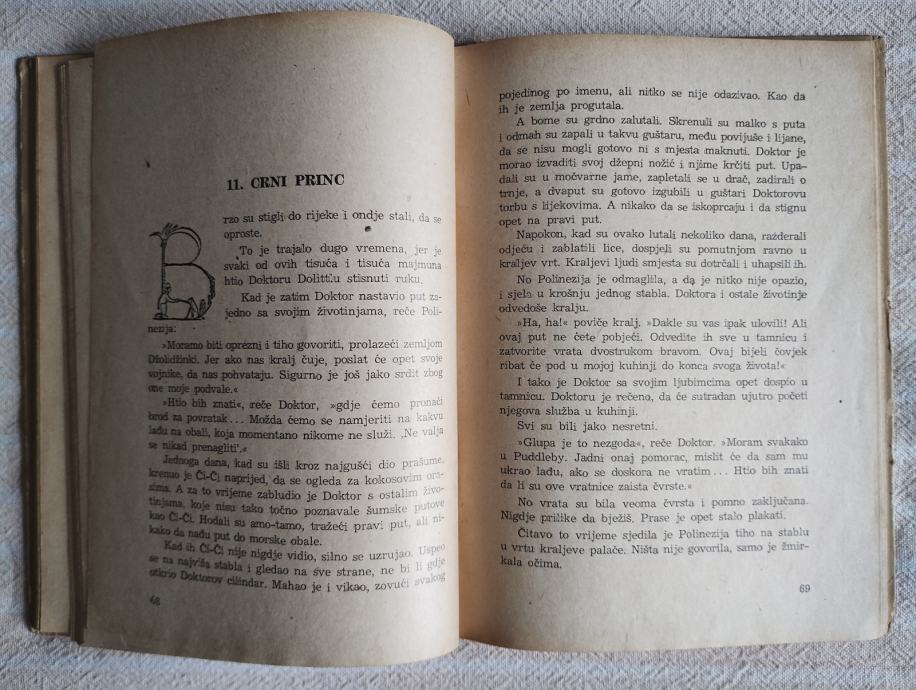 11. CRNI PRINC
Brzo su stigli do rijeke i ondje stali, da se
oproste.
To je trajalo dugo vremena, jer je
svaki od ovih tisuća i tisuća majmuna
htio Doktoru Dolittlu stisnuti ruku.
Kad je zatim Doktor nastavio put za-
jedno sa svojim životinjama, reče Poli-
nezija:
»Moramo biti oprezni i tiho govoriti, prolazeći zemljom
Džolidžinki. Jer ako nas kralj čuje, poslat će opet svoje
vojnike, da nas pohvataju. Sigurno je još jako srdit zbog
one moje podvale.«
»Htio bih znati«, reče Doktor, »gdje ćemo pronaći
brod za povratak... Možda ćemo se namjeriti na kakvu
lađu na obali, koja momentano nikome ne služi. ‚Ne valja
se nikad prenagliti‘.«
Jednoga dana, kad su išli kroz najgušći dio prašume,
krenuo je Či-Či naprijed, da se ogleda za kokosovim ora-
sima. A za to vrijeme zabludio je Doktor s ostalim živo-
tinjama, koje nisu tako točno poznavale šumske putove
kao Či-Či. Hodali su amo-tamo, tražeći pravi put, ali ni-
kako da nađu put do morske obale.
Kad ih Či-Či nije nigdje vidio, silno se uzrujao. Uspeo
se na najviša stabla i gledao na sve strane, ne bi li gdje
otkrio Doktorov cilindar. Mahao je i vikao, zovući svakog
68
pojedinog po imenu, ali nitko se nije odazivao. Kao da
ih je zemlja progutala.
A bome su grdno zalutali. Skrenuli su malko s puta
i odmah su zapali u takvu guštaru, među povijuše i lijane,
da se nisu mogli gotovo ni s mjesta maknuti. Doktor je
morao izvaditi svoj džepni nožić i njime krčiti put. Upa-
dali su u močvarne jame, zapletali se u drač, zadirali o
trnje, a dvaput su gotovo izgubili u guštari Doktorovu
torbu s lijekovima. A nikako da se iskoprcaju i da stignu
opet na pravi put.
Napokon, kad su ovako lutali nekoliko dana, razderali
odjeću i zablatili lice, dospjeli su pomutnjom ravno u
kraljev vrt. Kraljevi ljudi smjesta su dotrčali i uhapsili ih.
No Polinezija je odmaglila, a da je nitko nije opazio,
i sjela u krošnju jednog stabla. Doktora i ostale životinje
odvedoše kralju.
»Ha, ha!« poviče kralj. »Dakle su vas ipak ulovili! Ali
ovaj put ne ćete pobjeći. Odvedite ih sve u tamnicu i
zatvorite vrata dvostrukom bravom. Ovaj bijeli čovjek
ribat će pod u mojoj kuhinji do konca svoga života!«
I tako je Doktor sa svojim ljubimcima opet dospio u
tamnicu. Doktoru je rečeno, da će sutradan ujutro početi
njegova služba u kuhinji.
Svi su bili jako nesretni.
»Glupa je to nezgoda«, reče Doktor. »Moram svakako
u Puddleby. Jadni onaj pomorac, mislit će da sam mu
ukrao lađu, ako se doskora ne vratim... Htio bih znati
da li su ove vratnice zaista čvrste.«
No vrata su bila veoma čvrsta i pomno zaključana.
Nigdje prilike da bježiš. Prase je opet stalo plakati.
Čitavo to vrijeme sjedila je Polinezija tiho na stablu
u vrtu kraljeve palače. Ništa nije govorila, samo je žmir-
kala očima.
69